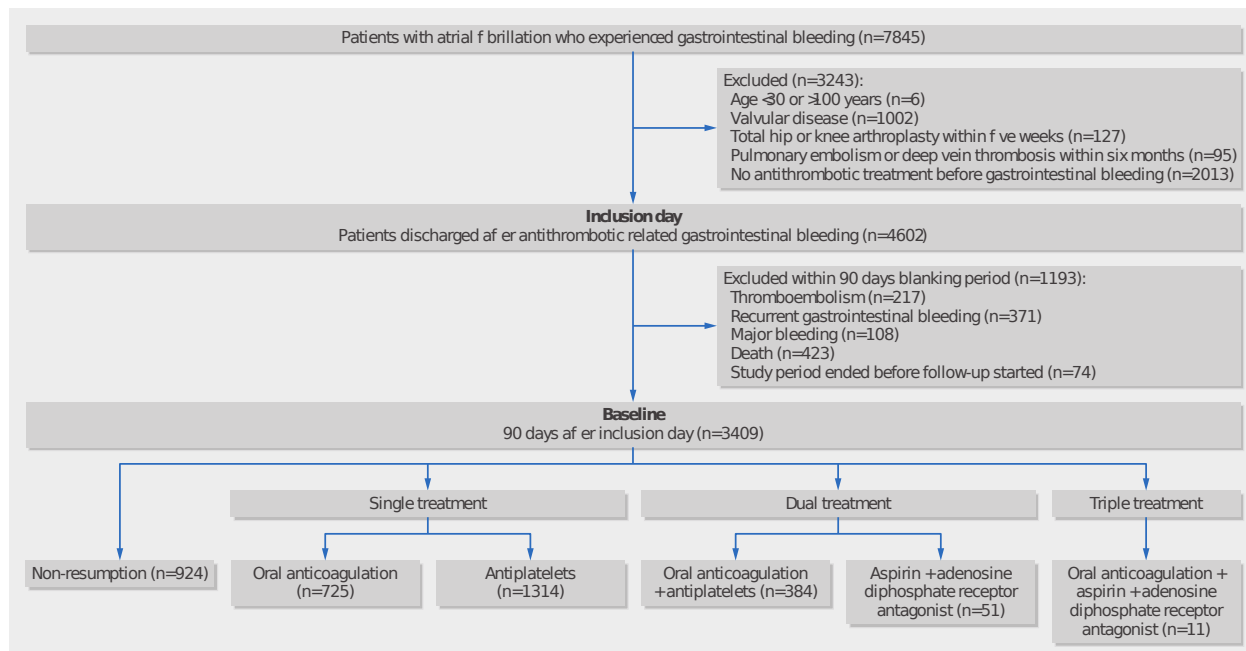 Patients with atrial f brillation who experienced gastrointestinal bleeding (n=7845)
Excluded (n=3243):
Age <30 or >100 years (n=6)
Valvular disease (n=1002)
Total hip or knee arthroplasty within f ve weeks (n=127)
Pulmonary embolism or deep vein thrombosis within six months (n=95)
No antithrombotic treatment before gastrointestinal bleeding (n=2013)
Inclusion day
Patients discharged af er antithrombotic related gastrointestinal bleeding (n=4602)
Excluded within 90 days blanking period (n=1193):
Thromboembolism (n=217)
Recurrent gastrointestinal bleeding (n=371)
Major bleeding (n=108)
Death (n=423)
Study period ended before follow-up started (n=74)
Baseline
90 days af er inclusion day (n=3409)
Single treatment
Dual treatment
Triple treatment
Non-resumption (n=924)
Oral anticoagulation
(n=725)
Antiplatelets
(n=1314)
Oral anticoagulation
+ antiplatelets (n=384)
Aspirin + adenosine
diphosphate receptor
antagonist (n=51)
Oral anticoagulation +
aspirin + adenosine
diphosphate receptor
antagonist (n=11)